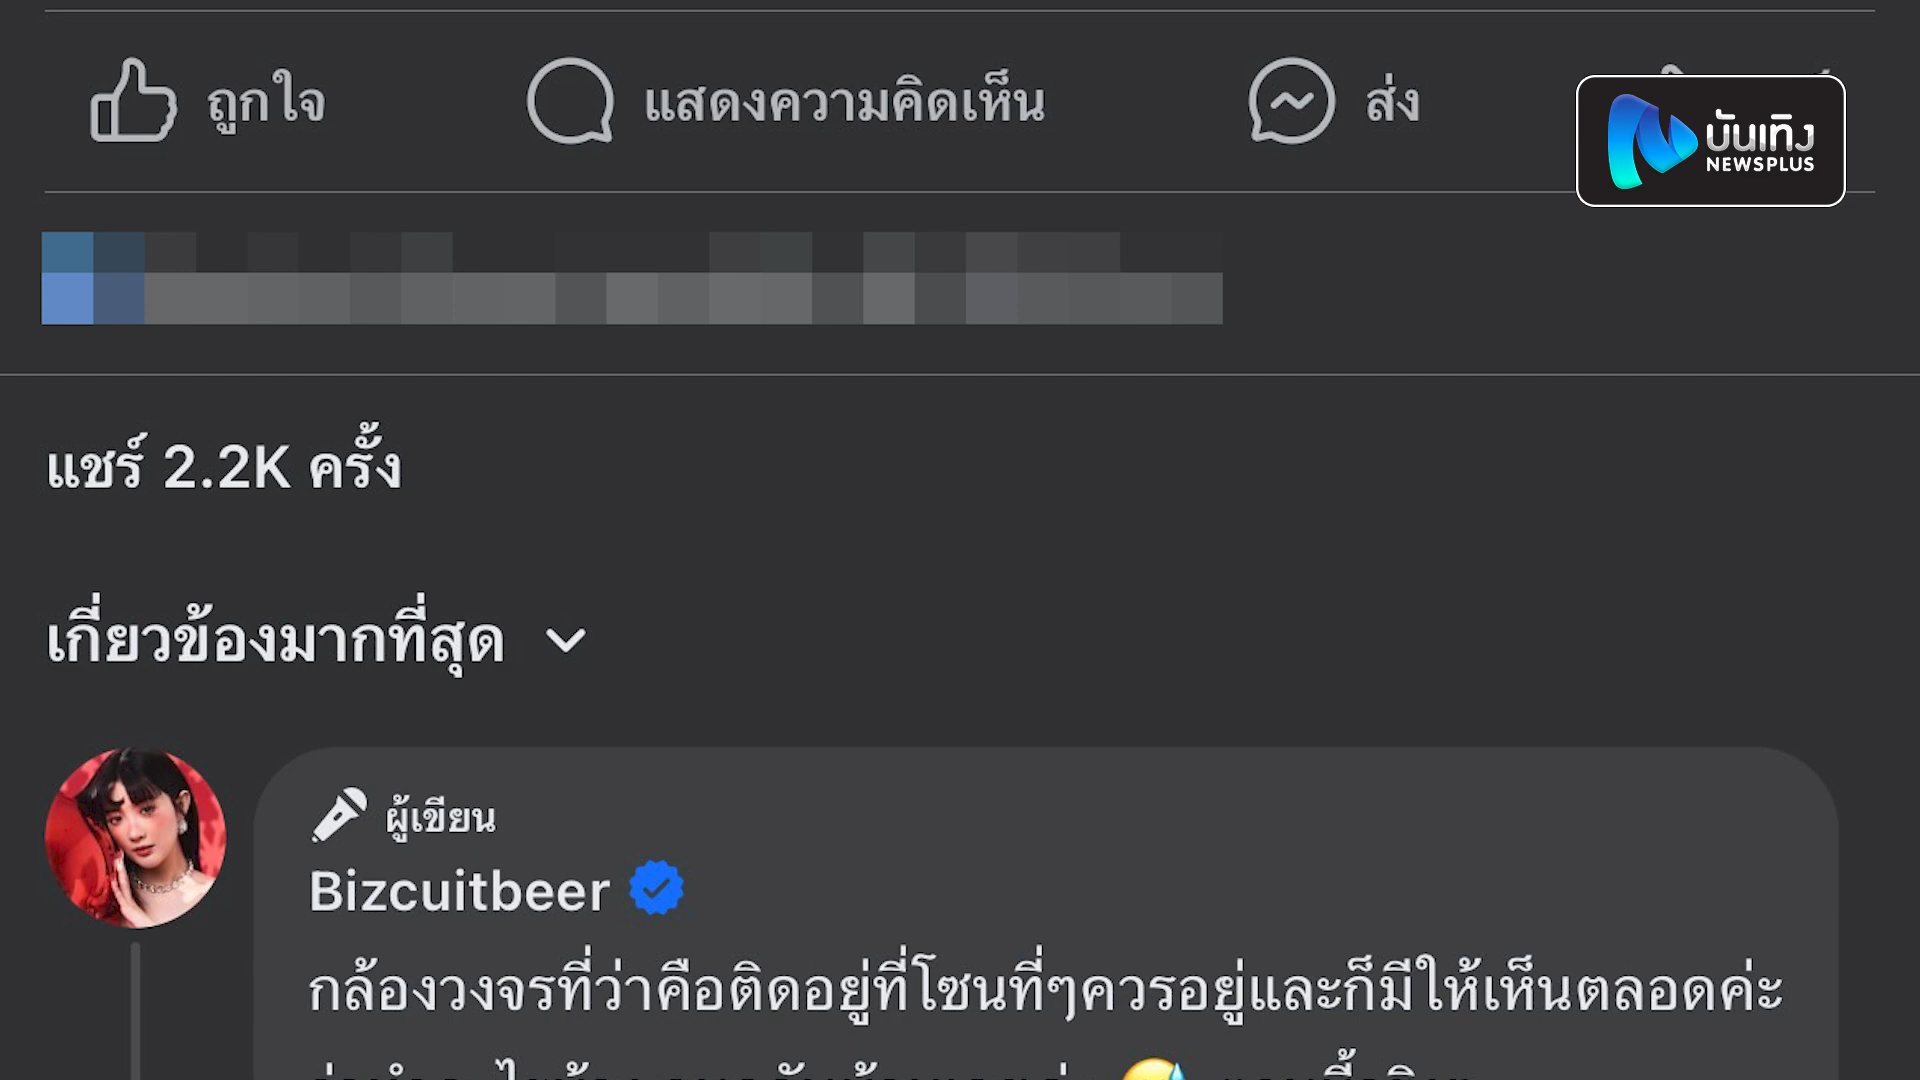 ถูกใจ
แสดงความคิดเห็น
ส่ง
บันเทิง
NEWSPLUS
แชร์ 2.2K ครั้ง
เกี่ยวข้องมากที่สุด
ผู้เขียน
Bizcuitbeer
กล้องวงจรที่ว่าคือติดอยู่ที่โซนที่ๆควรอยู่และก็มีให้เห็นตลอดค่ะ